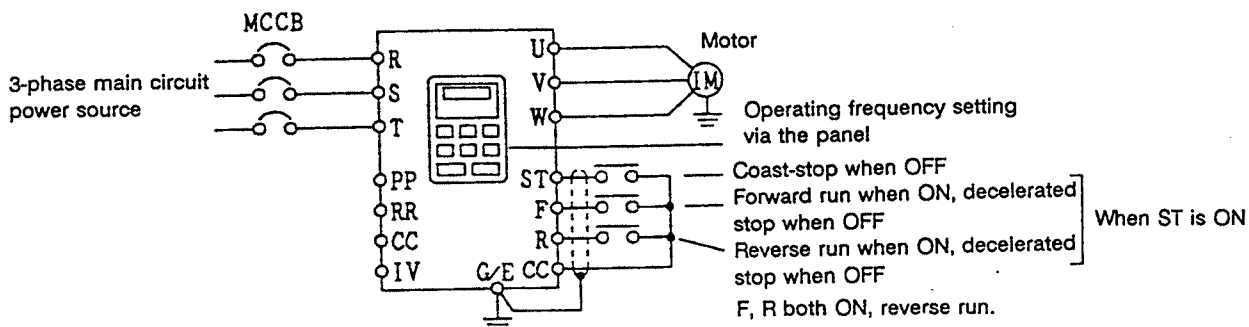 MCCB
3-phase main circuit
power source
R
S
T
PP
RR
CC
IV
G/E
U
V
W
ST
F
R
CC
Motor
IM
Operating frequency setting
via the panel
Coast-stop when OFF
Forward run when ON, decelerated
stop when OFF
Reverse run when ON, decelerated
stop when OFF
When ST is ON
F, R both ON, reverse run.